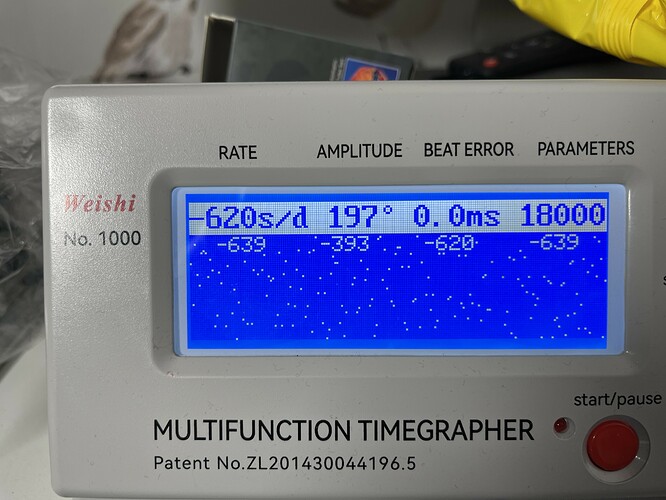 RATE AMPLITUDE BEAT ERROR PARAMETERS
Weishi
No. 1000
-620s/d 197° 0.0ms 18000
-639 -393 -620 -639
start/pause
MULTIFUNCTION TIMEGRAPHER
Patent No.ZL201430044196.5